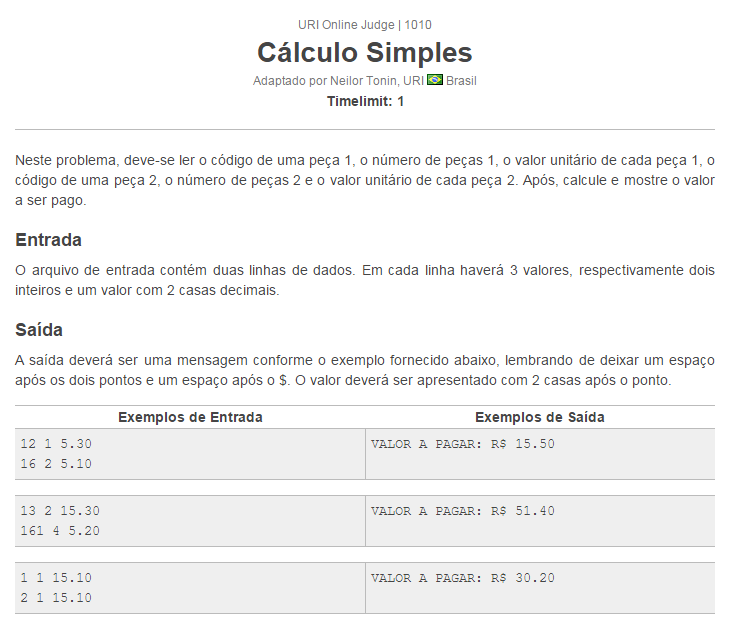 URI Online Judge | 1010
Cálculo Simples
Adaptado por Neilor Tonin, URI Brasil
Timelimit: 1
Neste problema, deve-se ler o código de uma peça 1, o número de peças 1, o valor unitário de cada peça 1, o
código de uma peça 2, o número de peças 2 e o valor unitário de cada peça 2. Após, calcule e mostre o valor
a ser pago.
Entrada
O arquivo de entrada contém duas linhas de dados. Em cada linha haverá 3 valores, respectivamente dois
inteiros e um valor com 2 casas decimais.
Saída
A saída deverá ser uma mensagem conforme o exemplo fornecido abaixo, lembrando de deixar um espaço
após os dois pontos e um espaço após o $. O valor deverá ser apresentado com 2 casas após o ponto.
Exemplos de Entrada Exemplos de Saída
12 1 5.30 VALOR A PAGAR: R$ 15.50
16 2 5.10
13 2 15.30 VALOR A PAGAR: R$ 51.40
161 4 5.20
1 1 15.10 VALOR A PAGAR: R$ 30.20
2 1 15.10